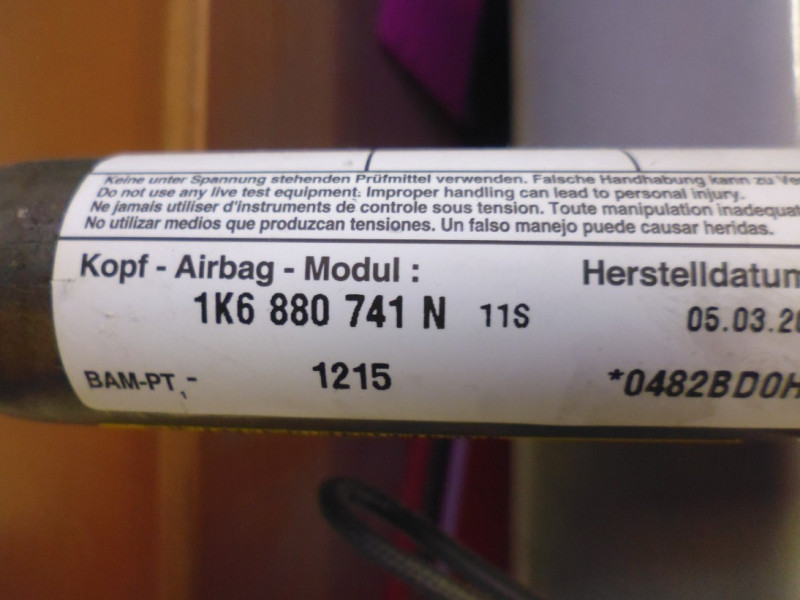 Keine unter Spannung stehenden Prüfmittel verwenden. Falsche Handhabung kann zu
Do not use any live test equipment; Improper handling can lead to personal injury.
Ne jamais utiliser d'instruments de controle sous tension. Toute manipulation
No utilizar medios que produzcan tensiones. Un falso manejo puede causar heridas.
Kopf - Airbag - Modul : Herstelldatum
1K6 880 741 N 11S 05.03.20
BAM-PT,- 1215 *0482BD0H